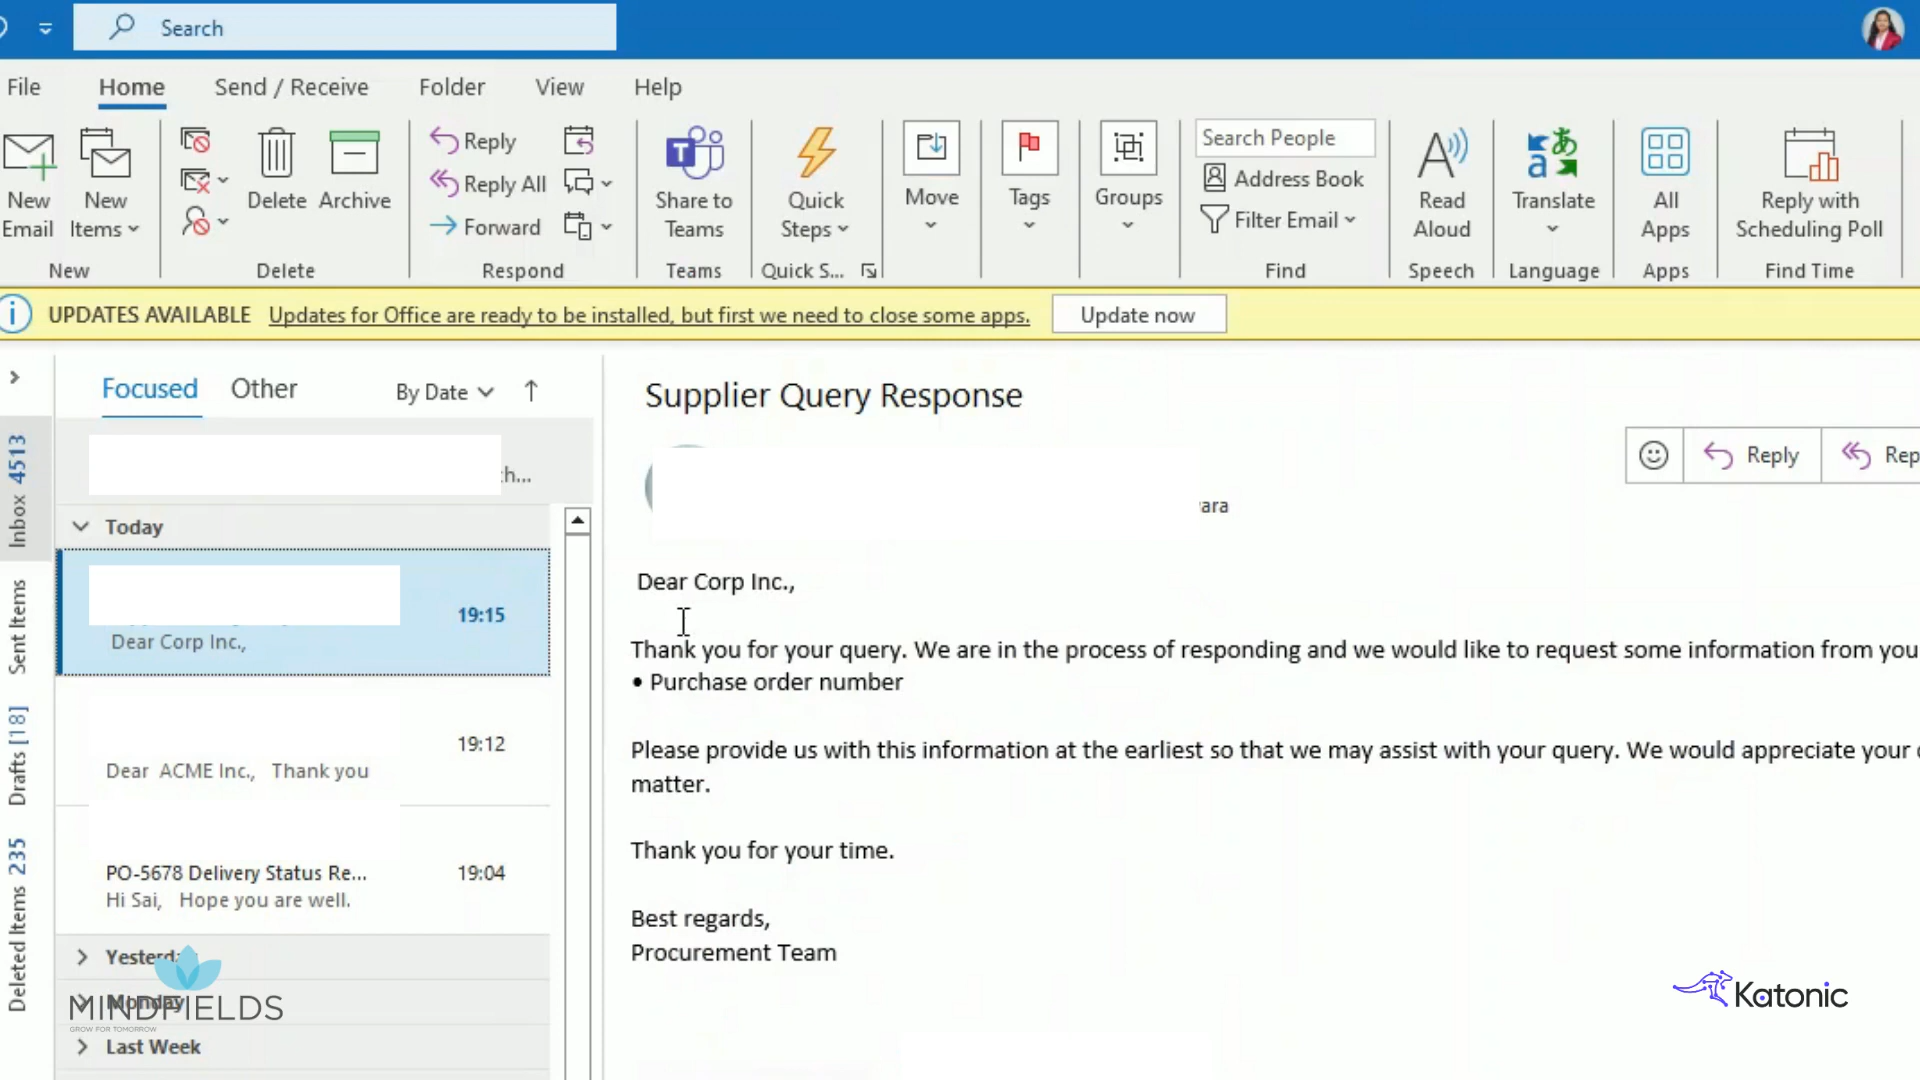 Search
File Home Send / Receive Folder View Help
New Email
New Items
Delete
Archive
Reply
Reply All
Forward
Share to Teams
Quick Steps
Move
Tags
Groups
Search People
Address Book
Filter Email
Read Aloud
Translate
All Apps
Reply with Scheduling Poll
New Delete Respond Teams Quick S... Find Speech Language Apps Find Time
UPDATES AVAILABLE Updates for Office are ready to be installed, but first we need to close some apps. Update now
Inbox 4513
Sent Items
Drafts [18]
Deleted Items 235
Focused Other By Date
h...
Today
19:15
Dear Corp Inc.,
19:12
Dear ACME Inc., Thank you
PO-5678 Delivery Status Re... 19:04
Hi Sai, Hope you are well.
Yesterday
Monday
Last Week
MINDFIELDS
GROW FOR TOMORROW
Supplier Query Response
Reply
Rep
ara
Dear Corp Inc.,
Thank you for your query. We are in the process of responding and we would like to request some information from you
• Purchase order number
Please provide us with this information at the earliest so that we may assist with your query. We would appreciate your
matter.
Thank you for your time.
Best regards,
Procurement Team
Katonic